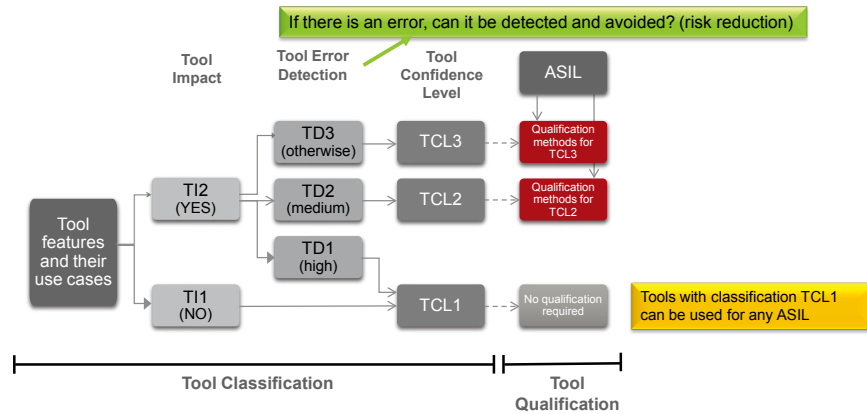 If there is an error, can it be detected and avoided? (risk reduction)
Tool
Impact
Tool Error
Detection
Tool
Confidence
Level
ASIL
TD3
(otherwise)
TCL3
Qualification
methods for
TCL3
TI2
(YES)
TD2
(medium)
TCL2
Qualification
methods for
TCL2
Tool
features
and their
use cases
TD1
(high)
TI1
(NO)
TCL1
No qualification
required
Tools with classification TCL1
can be used for any ASIL
Tool Classification
Tool
Qualification